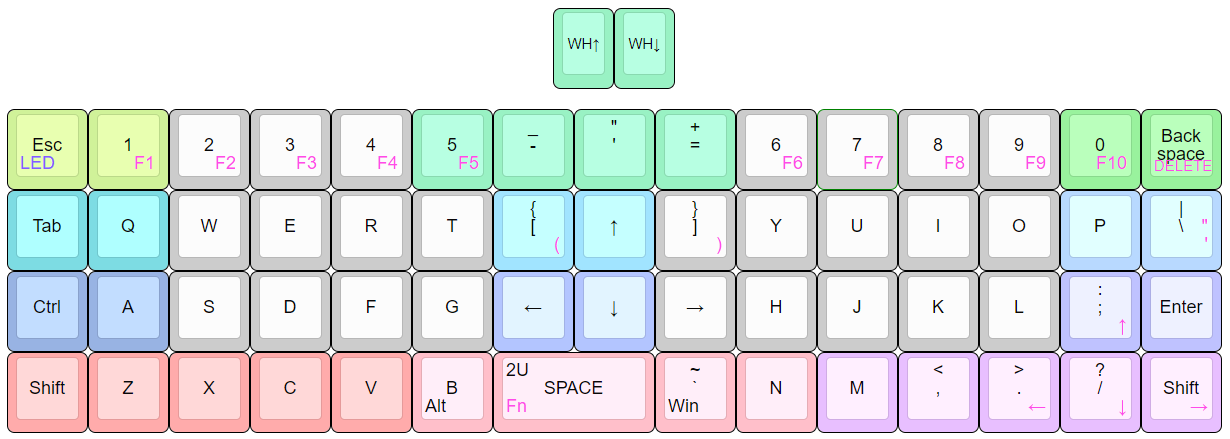 WH↑ WH↓
Esc LED 1 F1 2 F2 3 F3 4 F4 5 F5 _ - " ' + = 6 F6 7 F7 8 F8 9 F9 0 F10 Back space DELETE
Tab Q W E R T { [ ( ↑ } ] ) Y U I O P | \ " '
Ctrl A S D F G ← ↓ → H J K L : ; ↑ Enter
Shift Z X C V B Alt 2U SPACE Fn ~ ` Win N M < , > . ← ? / ↓ Shift →